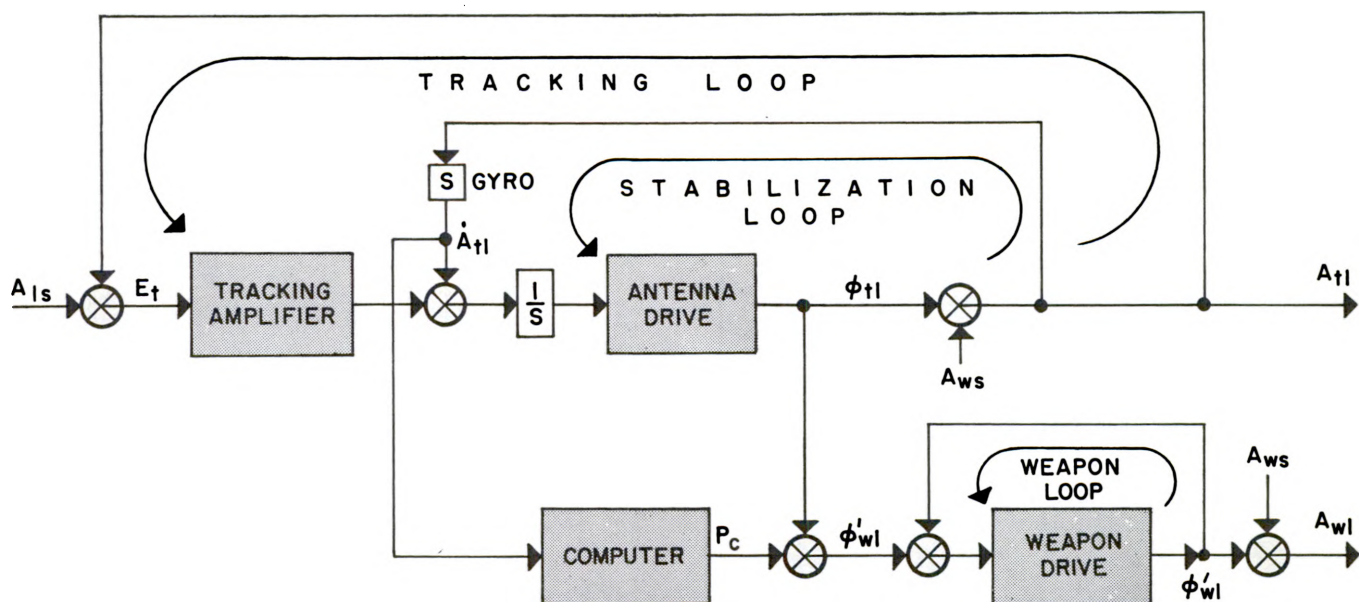 TRACKING LOOP
S GYRO
STABILIZATION
LOOP
Ȧtl
Als
Et
TRACKING
AMPLIFIER
1
S
ANTENNA
DRIVE
ϕtl
Atl
Aws
WEAPON
LOOP
Aws
COMPUTER
Pc
ϕ'wl
WEAPON
DRIVE
ϕ'wl
Awl